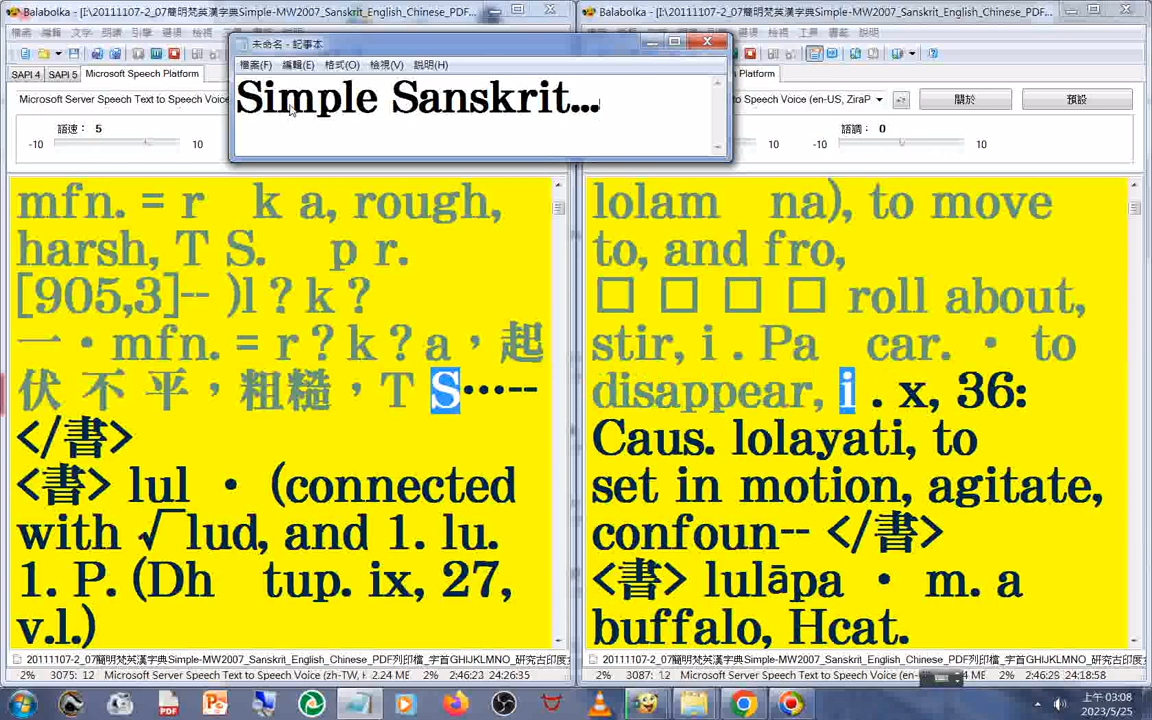 Balabolka - [I:\20111107-2_07簡明梵英漢字典Simple-MW2007_Sanskrit_English_Chinese_PDF...
Balabolka - [I:\20111107-2_07簡明梵英漢字典Simple-MW2007_Sanskrit_English_Chinese_PDF...
未命名 - 記事本
檔案(F) 編輯(E) 格式(O) 檢視(V) 說明(H)
Simple Sanskrit...
SAPI 4 SAPI 5 Microsoft Speech Platform
Platform
Microsoft Server Speech Text to Speech Voice
to Speech Voice (en-US, ZiraP
關於
預設
語速： 5
-10 10
10
語調： 0
-10 10
mfn. = r k a, rough,
harsh, T S. p r.
[905,3]-- )l ? k ?
一‧mfn. = r ? k ? a，起
伏 不 平，粗糙，T S…--
</書>
<書> lul ‧ (connected
with √lud, and 1. lu.
1. P. (Dh tup. ix, 27,
v.l.)
lolam na), to move
to, and fro,
□ □ □ □ roll about,
stir, i . Pa car. ‧ to
disappear, i . x, 36:
Caus. lolayati, to
set in motion, agitate,
confoun-- </書>
<書> lulāpa ‧ m. a
buffalo, Hcat.
20111107-2_07簡明梵英漢字典Simple-MW2007_Sanskrit_English_Chinese_PDF列印檔_字首GHIJKLMNO_研究古印度
20111107-2_07簡明梵英漢字典Simple-MW2007_Sanskrit_English_Chinese_PDF列印檔_字首GHIJKLMNO_研究古印度
2% 3075: 12 Microsoft Server Speech Text to Speech Voice (zh-TW, H 2.24 MB 2% 2:46:23 24:26:35
2% 3087: 12 Microsoft Server Speech Text to Speech Voice 2% 2:46:28 24:18:58
上午 03:08
2023/5/25